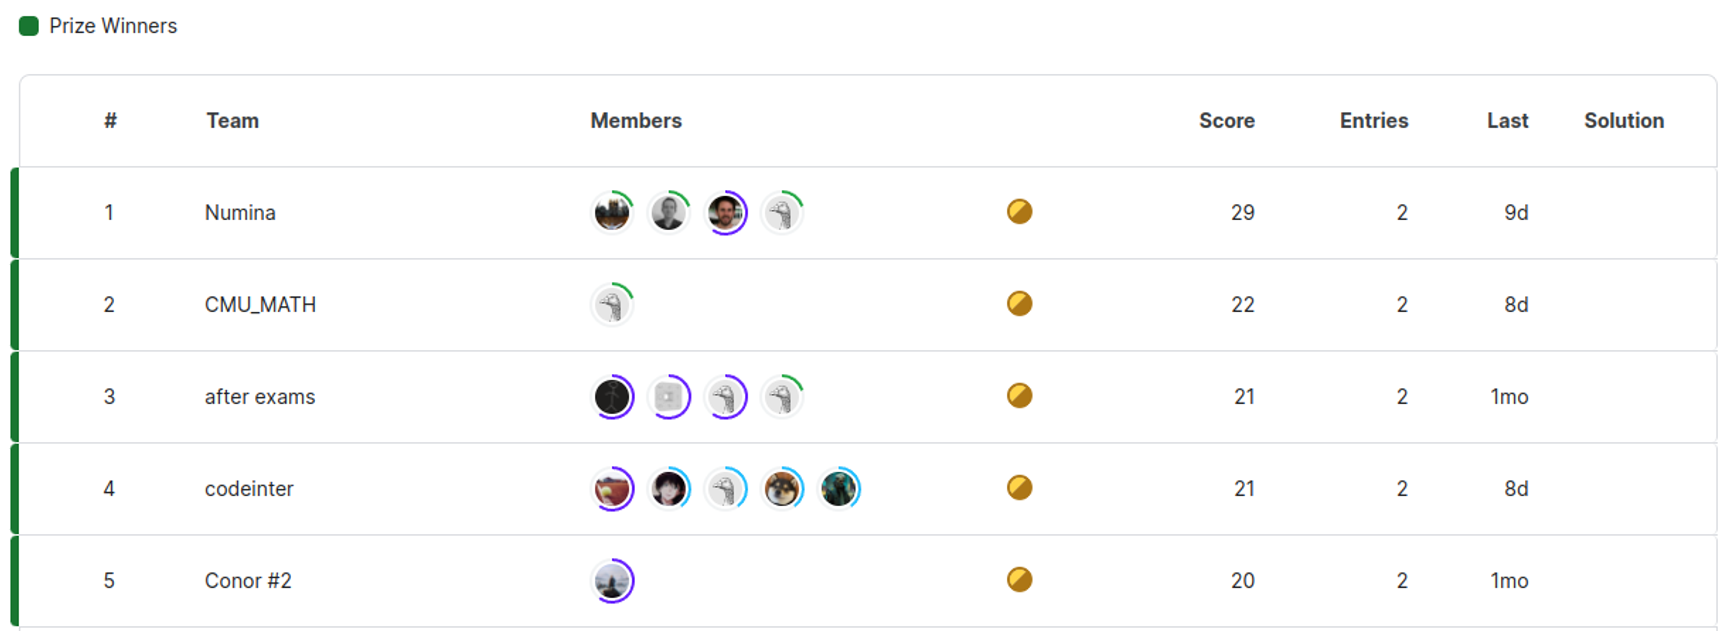 Prize Winners
# Team Members Score Entries Last Solution
1 Numina 29 2 9d
2 CMU_MATH 22 2 8d
3 after exams 21 2 1mo
4 codeinter 21 2 8d
5 Conor #2 20 2 1mo